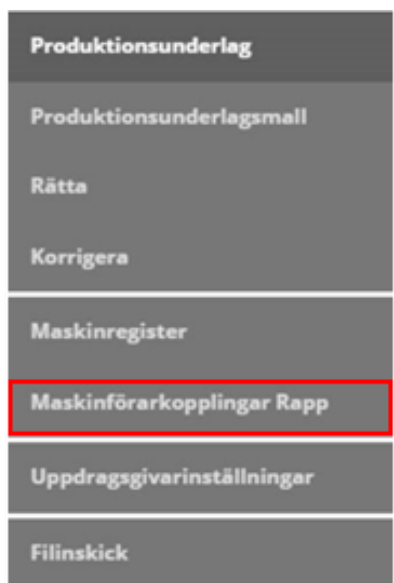 Produktionsunderlag
Produktionsunderlagsmall
Rätta
Korrigera
Maskinregister
Maskinförarkopplingar Rapp
Uppdragsgivarinställningar
Filinskick